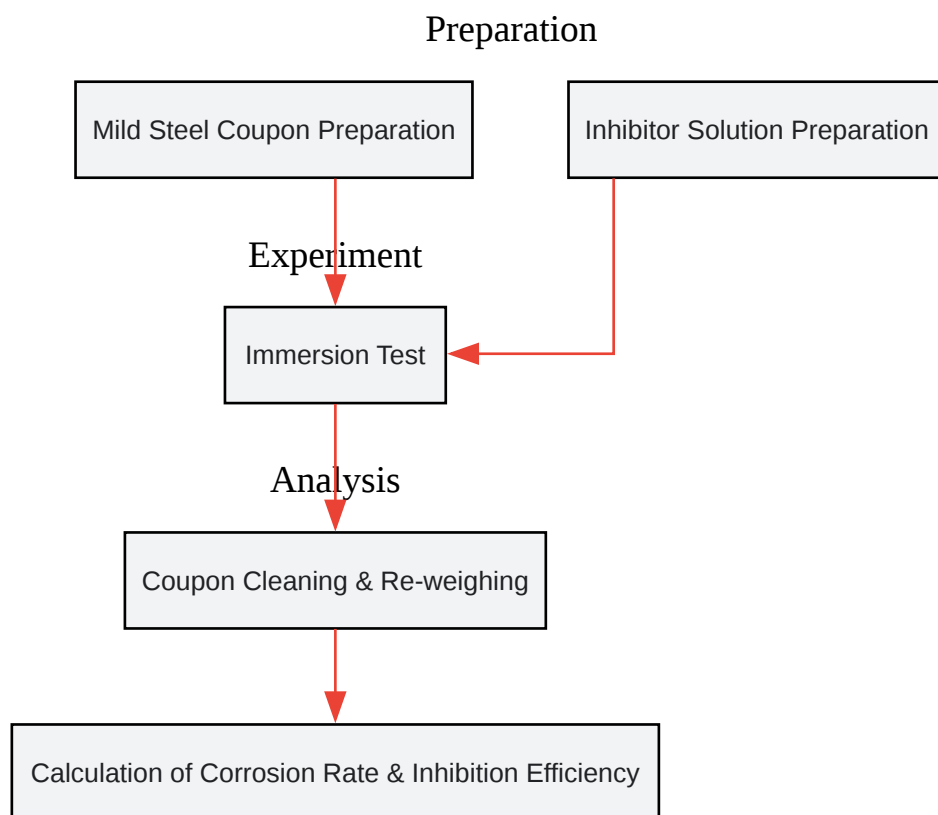 Preparation
Mild Steel Coupon Preparation
Inhibitor Solution Preparation
Experiment
Immersion Test
Analysis
Coupon Cleaning & Re-weighing
Calculation of Corrosion Rate & Inhibition Efficiency